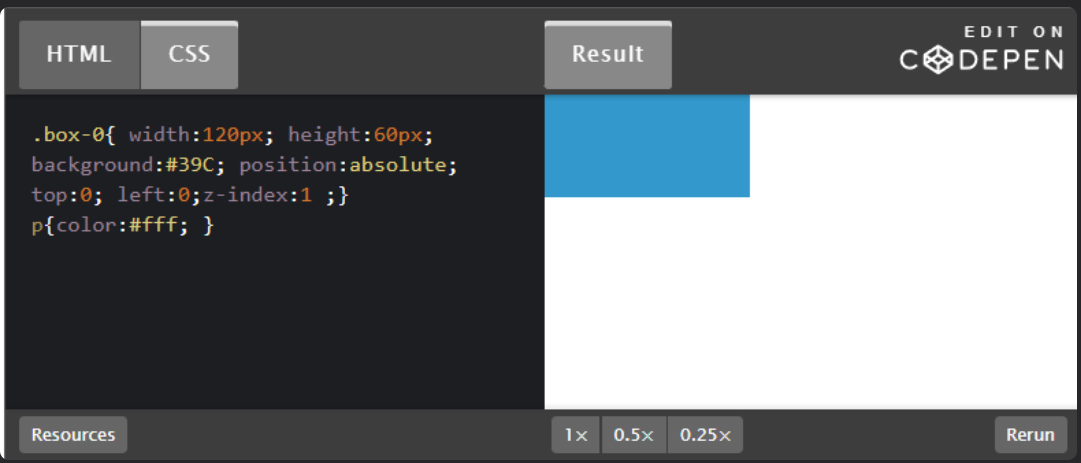 HTML
CSS
Result
EDIT ON
CODEPEN
.box-0{ width:120px; height:60px;
background:#39C; position:absolute;
top:0; left:0;z-index:1 ;}
p{color:#fff; }
Resources
1×
0.5×
0.25×
Rerun